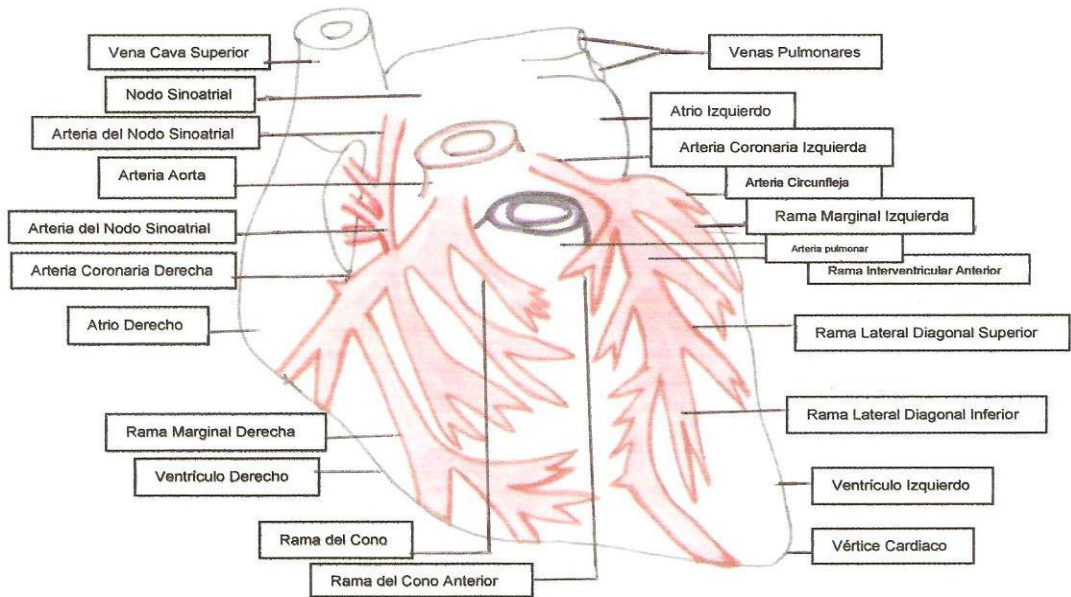 Vena Cava Superior
Nodo Sinoatrial
Arteria del Nodo Sinoatrial
Arteria Aorta
Arteria del Nodo Sinoatrial
Arteria Coronaria Derecha
Atrio Derecho
Rama Marginal Derecha
Ventrículo Derecho
Rama del Cono
Rama del Cono Anterior
Venas Pulmonares
Atrio Izquierdo
Arteria Coronaria Izquierda
Arteria Circunfleja
Rama Marginal Izquierda
Arteria pulmonar
Rama Interventricular Anterior
Rama Lateral Diagonal Superior
Rama Lateral Diagonal Inferior
Ventrículo Izquierdo
Vértice Cardiaco